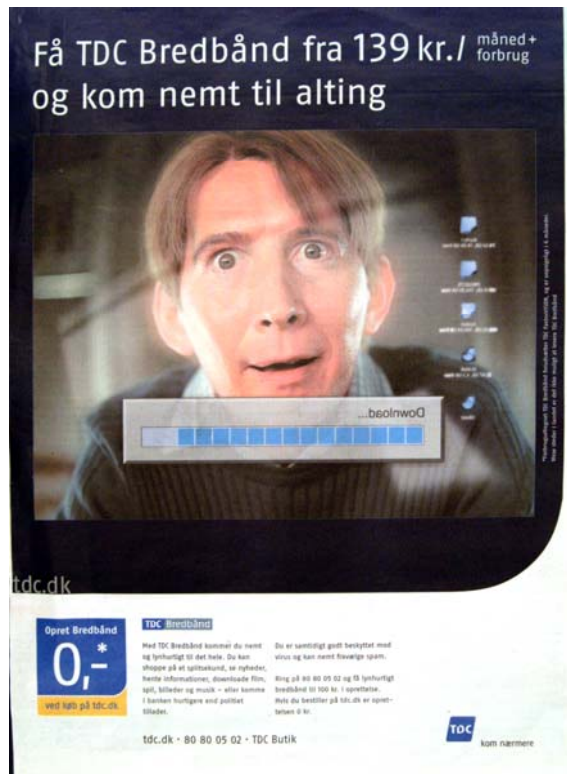 Få TDC Bredbånd fra 139 kr./ måned+
forbrug
og kom nemt til alting
Download...
tdc.dk
Opret Bredbånd
0,-*
ved køb på tdc.dk
TDC Bredbånd
Med TDC Bredbånd kommer du nemt
og lynhurtigt til det hele. Du kan
shoppe på et splitsekund, se nyheder,
hente informationer, downloade film,
spil, billeder og musik - eller komme
i banken hurtigere end politiet
tillader.
Du er samtidigt godt beskyttet mod
virus og kan nemt fravælge spam.
Ring på 80 80 05 02 og få lynhurtigt
bredbånd til 100 kr. i oprettelse.
Hvis du bestiller på tdc.dk er opret-
telsen 0 kr.
tdc.dk · 80 80 05 02 · TDC Butik
TDC
kom nærmere